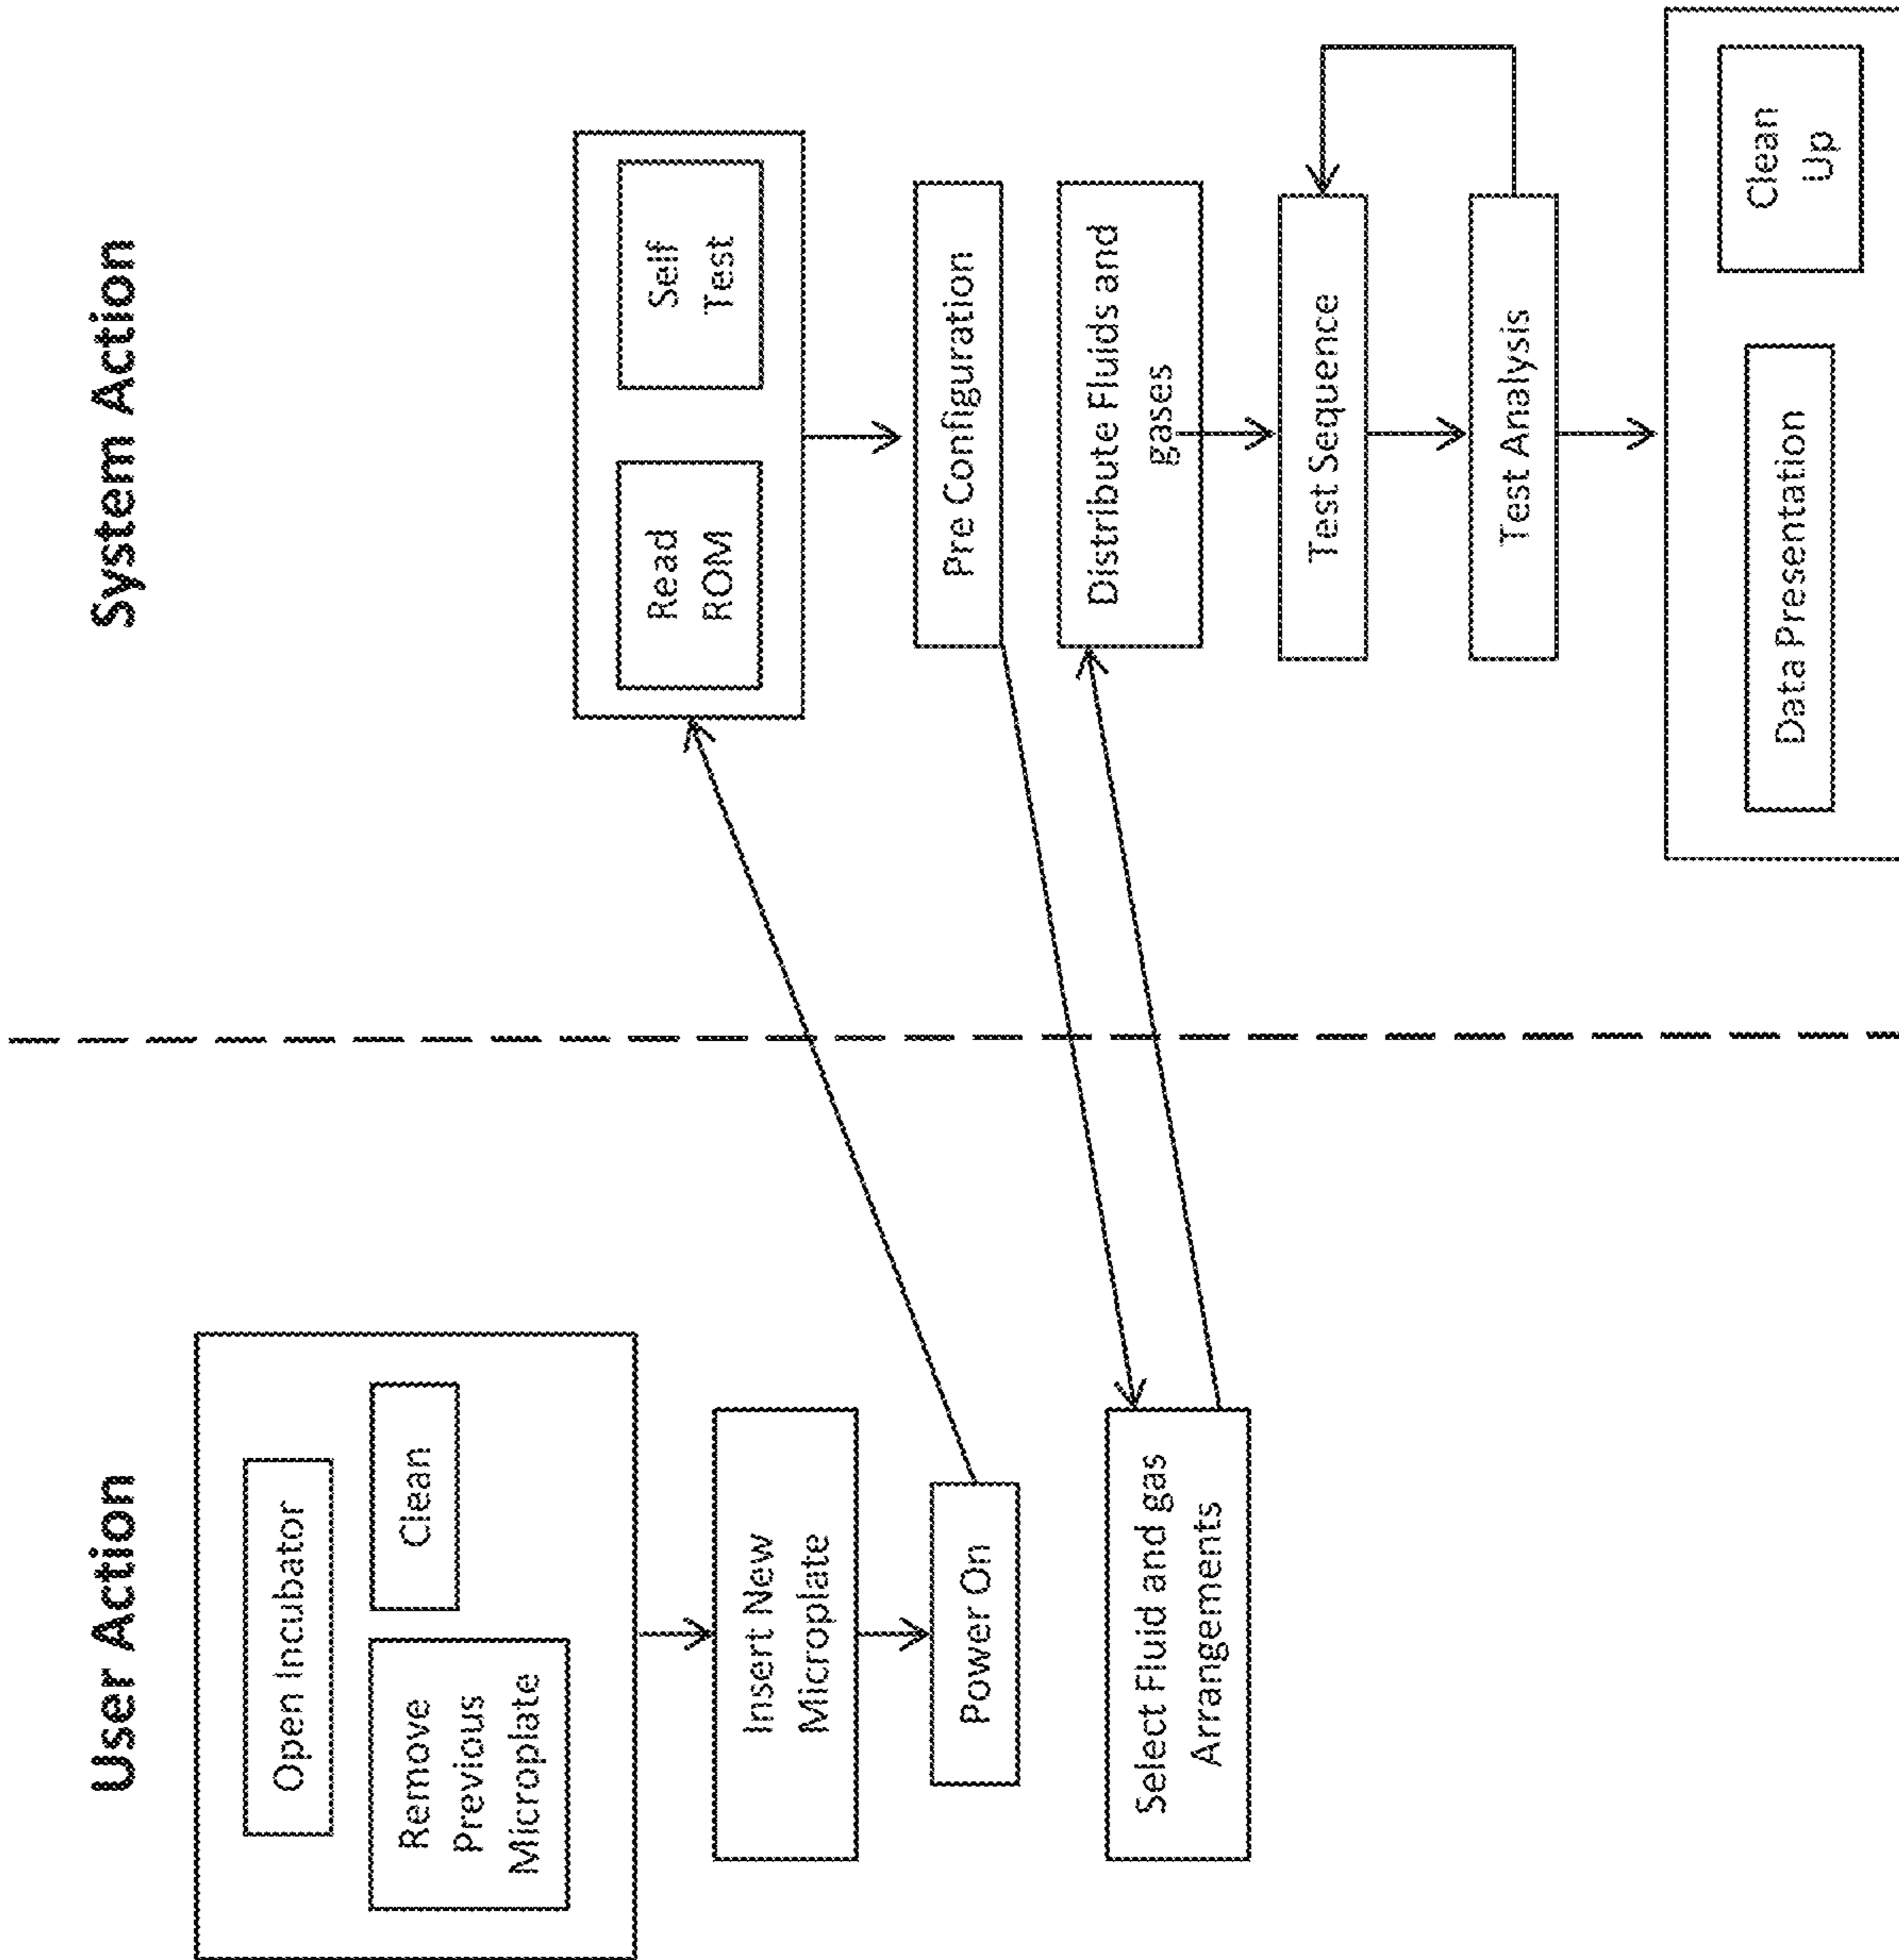 User Action
Open Incubator
Remove
Previous
Microplate
Clean
Insert New
Microplate
Power On
Select Fluid and gas
Arrangements
System Action
Read
ROM
Self
Test
Pre Configuration
Distribute Fluids and
gases
Test Sequence
Test Analysis
Data Presentation
Clean
Up